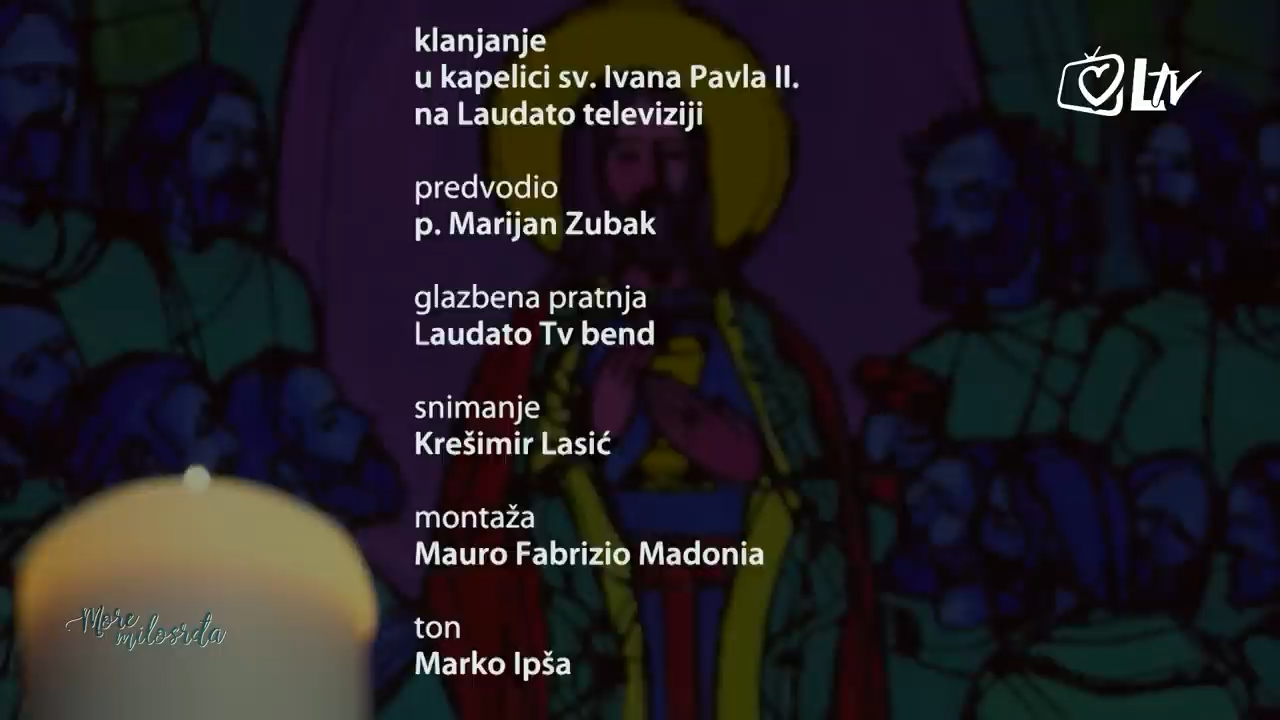 klanjanje
u kapelici sv. Ivana Pavla II.
na Laudato televiziji
predvodio
p. Marijan Zubak
glazbena pratnja
Laudato Tv bend
snimanje
Krešimir Lasić
montaža
Mauro Fabrizio Madonia
ton
Marko Ipša
LTV
More
milosrđa